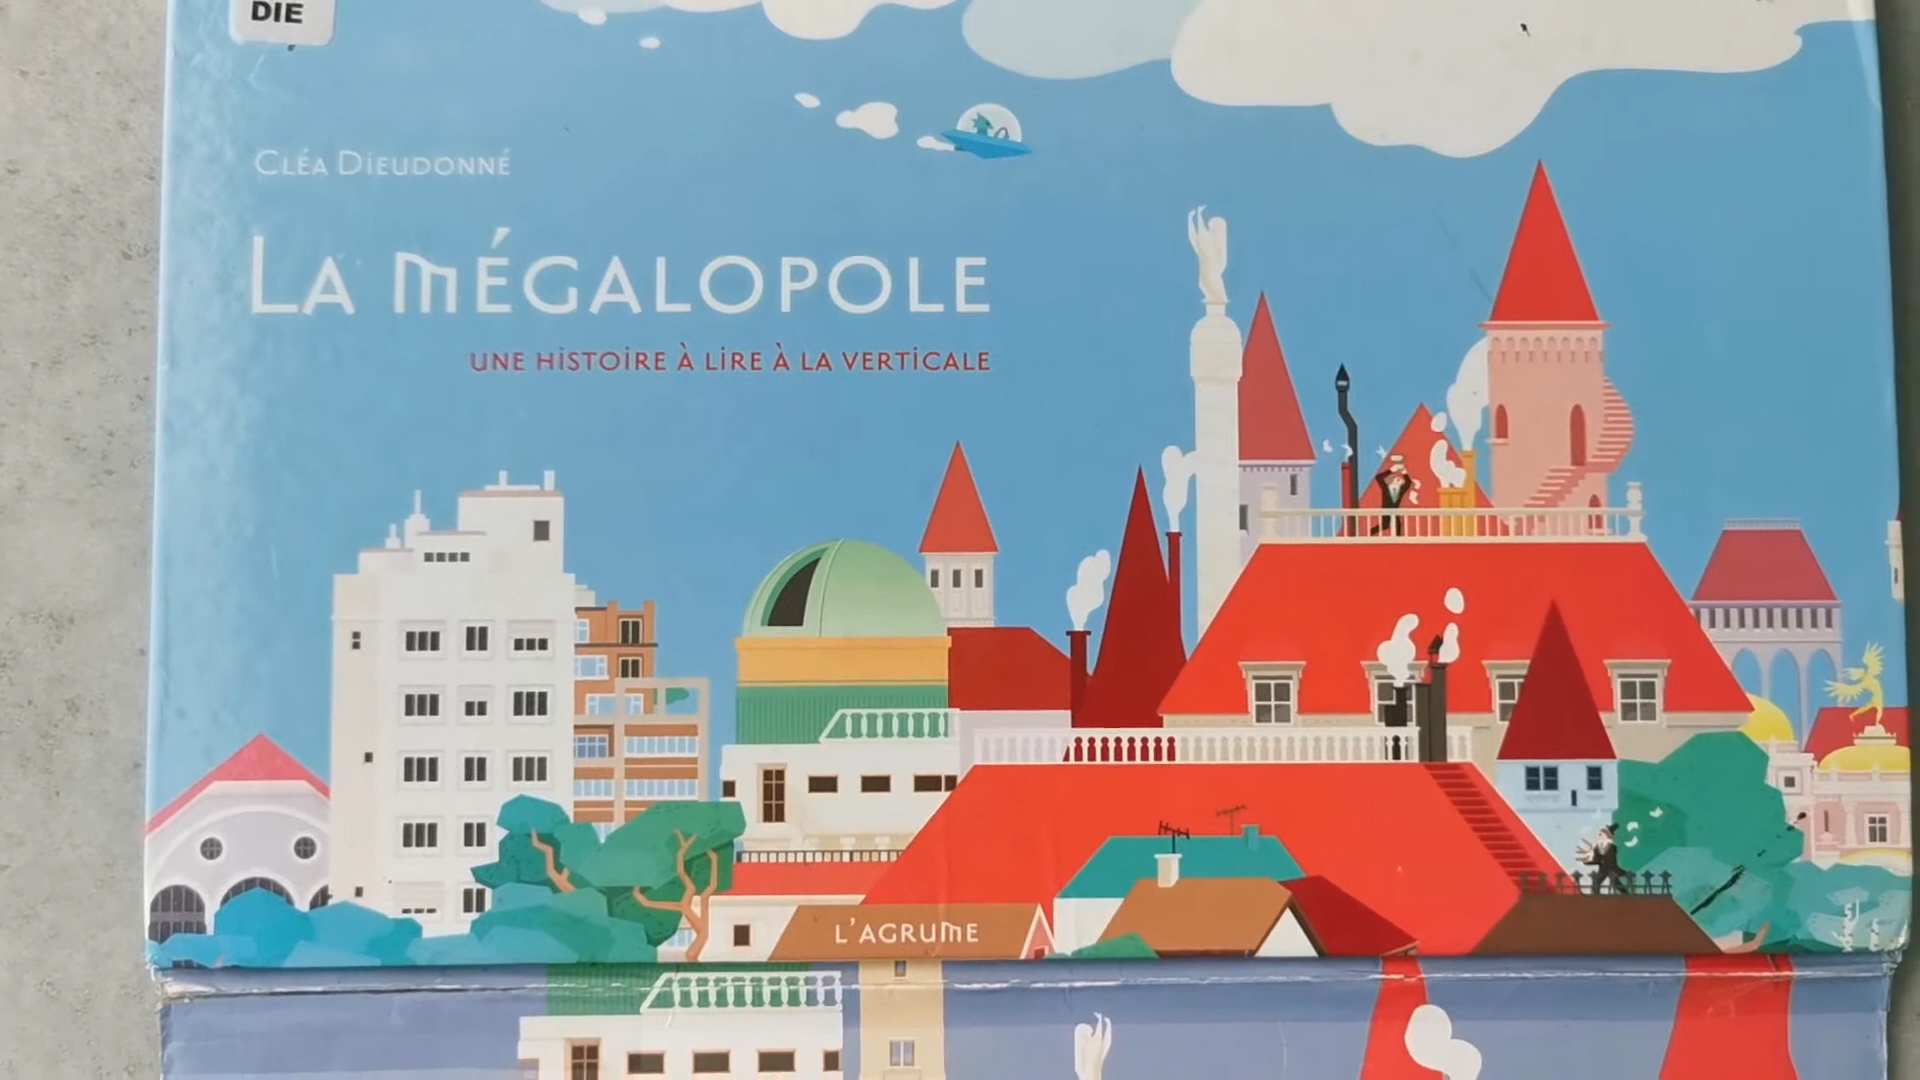 DIE
CLÉA DIEUDONNÉ
LA MÉGALOPOLE
UNE HISTOIRE À LIRE À LA VERTICALE
L'AGRUME